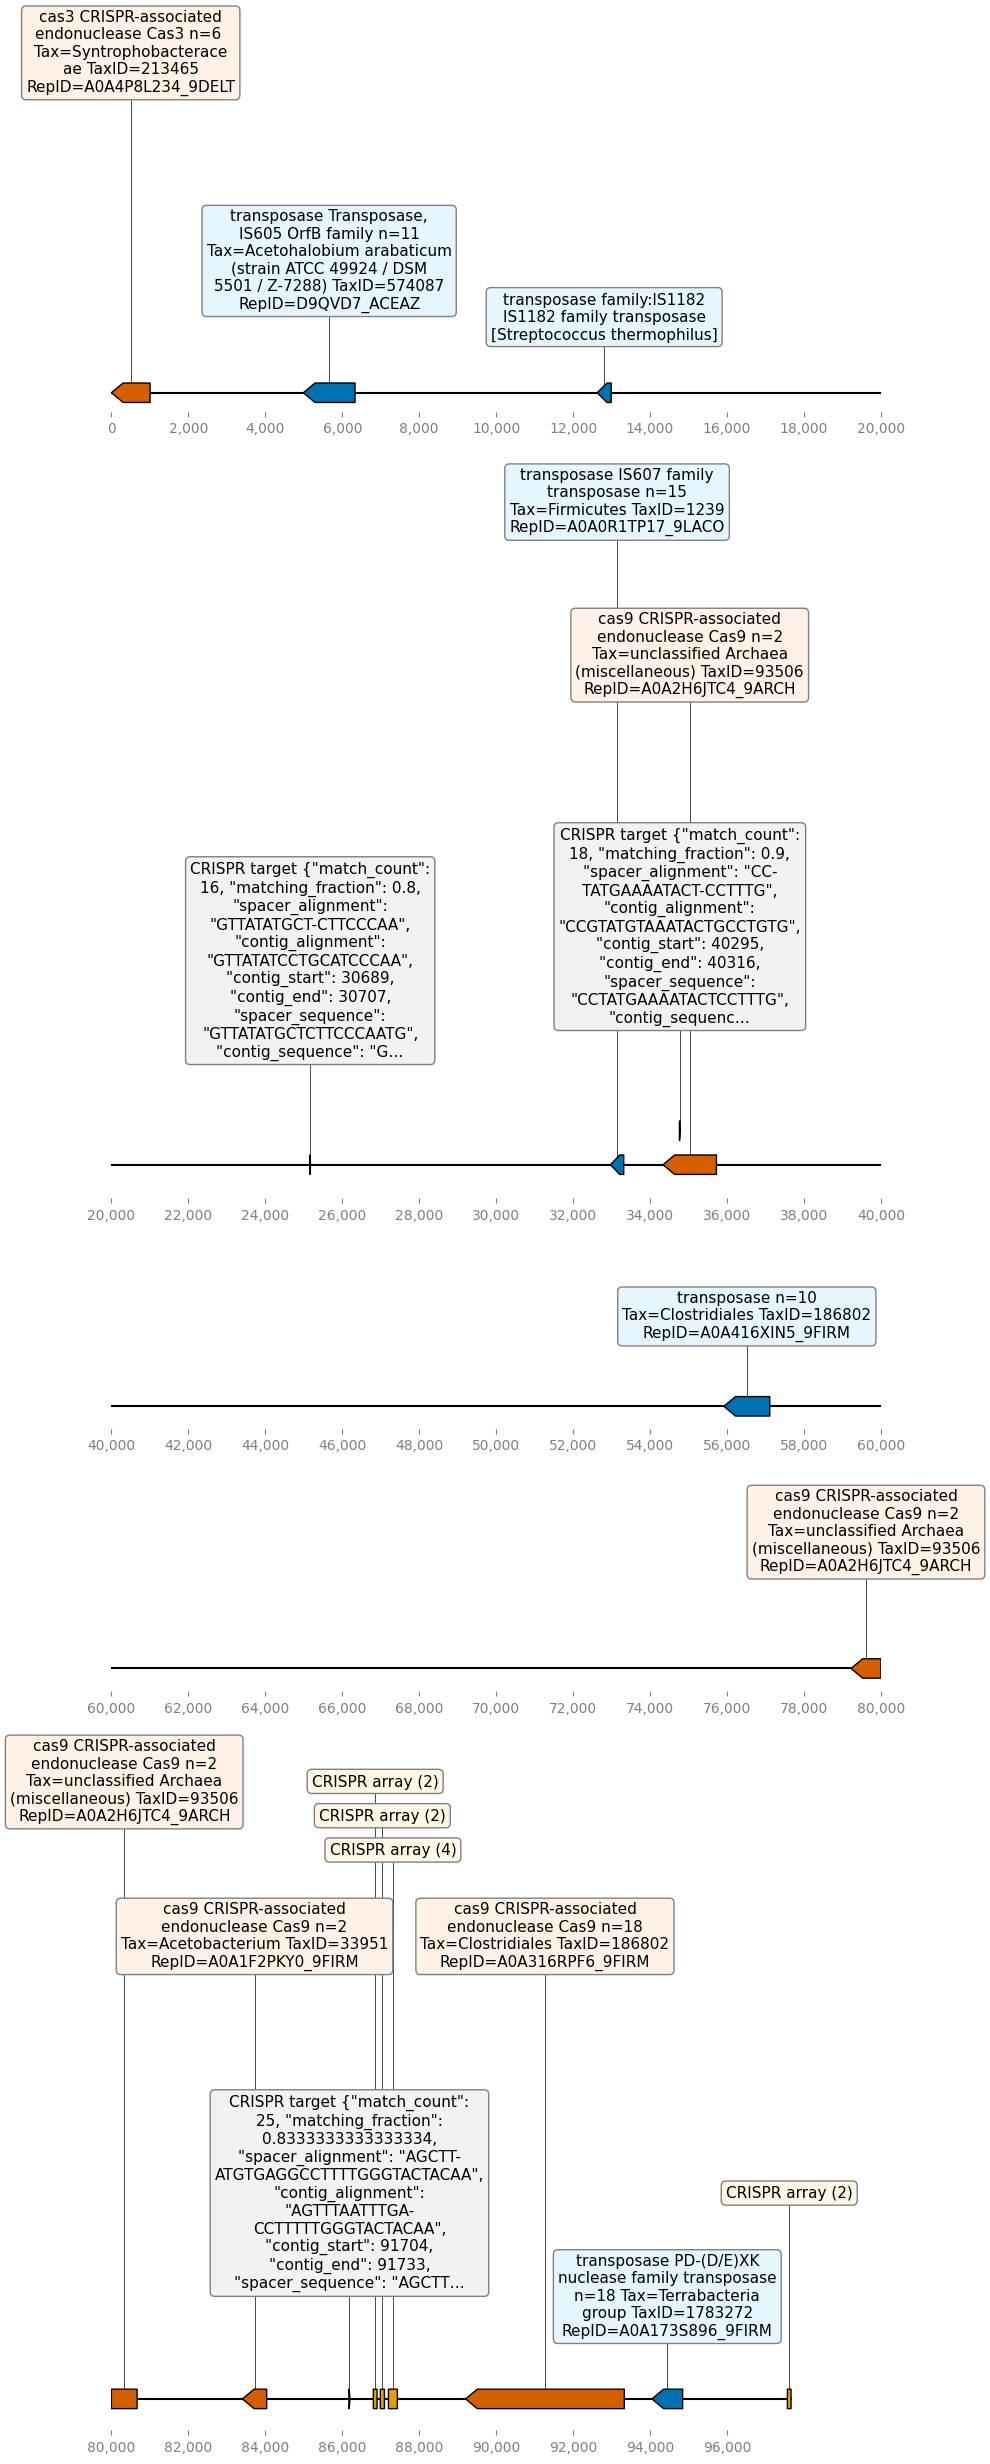 cas3 CRISPR-associated
endonuclease Cas3 n=6
Tax=Syntrophobacterace
ae TaxID=213465
RepID=A0A4P8L234_9DELT
transposase Transposase,
IS605 OrfB family n=11
Tax=Acetohalobium arabaticum
(strain ATCC 49924 / DSM
5501 / Z-7288) TaxID=574087
RepID=D9QVD7_ACEAZ
transposase family:IS1182
IS1182 family transposase
[Streptococcus thermophilus]
0 2,000 4,000 6,000 8,000 10,000 12,000 14,000 16,000 18,000 20,000
transposase IS607 family
transposase n=15
Tax=Firmicutes TaxID=1239
RepID=A0A0R1TP17_9LACO
cas9 CRISPR-associated
endonuclease Cas9 n=2
Tax=unclassified Archaea
(miscellaneous) TaxID=93506
RepID=A0A2H6JTC4_9ARCH
CRISPR target {"match_count":
18, "matching_fraction": 0.9,
"spacer_alignment": "CC-
TATGAAAATACT-CCTTTG",
"contig_alignment":
"CCGTATGTAAATACTGCCTGTG",
"contig_start": 40295,
"contig_end": 40316,
"spacer_sequence":
"CCTATGAAAATACTCCTTTG",
"contig_sequenc...
CRISPR target {"match_count":
16, "matching_fraction": 0.8,
"spacer_alignment":
"GTTATATGCT-CTTCCCAA",
"contig_alignment":
"GTTATATCCTGCATCCCAA",
"contig_start": 30689,
"contig_end": 30707,
"spacer_sequence":
"GTTATATGCTCTTCCCAATG",
"contig_sequence": "G...
20,000 22,000 24,000 26,000 28,000 30,000 32,000 34,000 36,000 38,000 40,000
transposase n=10
Tax=Clostridiales TaxID=186802
RepID=A0A416XIN5_9FIRM
40,000 42,000 44,000 46,000 48,000 50,000 52,000 54,000 56,000 58,000 60,000
cas9 CRISPR-associated
endonuclease Cas9 n=2
Tax=unclassified Archaea
(miscellaneous) TaxID=93506
RepID=A0A2H6JTC4_9ARCH
60,000 62,000 64,000 66,000 68,000 70,000 72,000 74,000 76,000 78,000 80,000
cas9 CRISPR-associated
endonuclease Cas9 n=2
Tax=unclassified Archaea
(miscellaneous) TaxID=93506
RepID=A0A2H6JTC4_9ARCH
CRISPR array (2)
CRISPR array (2)
CRISPR array (4)
cas9 CRISPR-associated
endonuclease Cas9 n=2
Tax=Acetobacterium TaxID=33951
RepID=A0A1F2PKY0_9FIRM
cas9 CRISPR-associated
endonuclease Cas9 n=18
Tax=Clostridiales TaxID=186802
RepID=A0A316RPF6_9FIRM
CRISPR target {"match_count":
25, "matching_fraction":
0.8333333333333334,
"spacer_alignment": "AGCTT-
ATGTGAGGCCTTTTGGGTACTACAA",
"contig_alignment":
"AGTTTAATTTGA-
CCTTTTTGGGTACTACAA",
"contig_start": 91704,
"contig_end": 91733,
"spacer_sequence": "AGCTT...
CRISPR array (2)
transposase PD-(D/E)XK
nuclease family transposase
n=18 Tax=Terrabacteria
group TaxID=1783272
RepID=A0A173S896_9FIRM
80,000 82,000 84,000 86,000 88,000 90,000 92,000 94,000 96,000